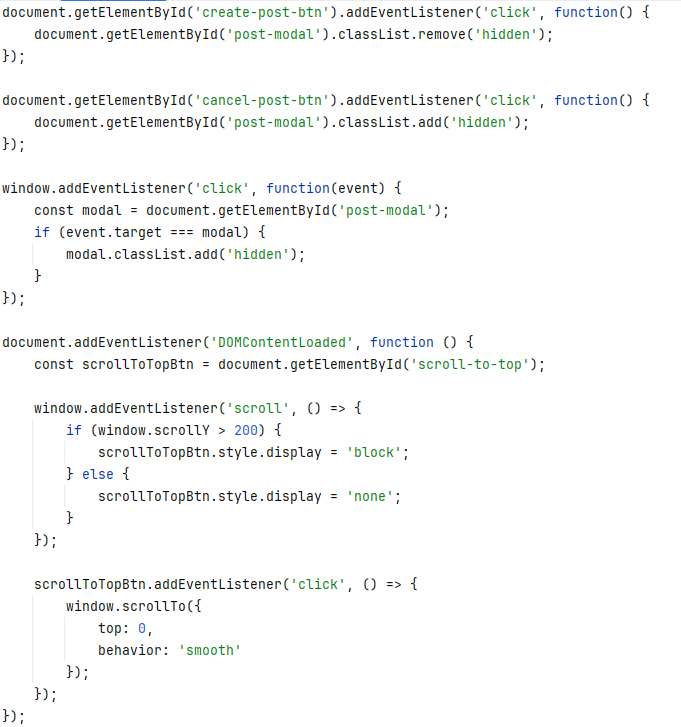 document.getElementById('create-post-btn').addEventListener('click', function() {
    document.getElementById('post-modal').classList.remove('hidden');
});

document.getElementById('cancel-post-btn').addEventListener('click', function() {
    document.getElementById('post-modal').classList.add('hidden');
});

window.addEventListener('click', function(event) {
    const modal = document.getElementById('post-modal');
    if (event.target === modal) {
        modal.classList.add('hidden');
    }
});

document.addEventListener('DOMContentLoaded', function () {
    const scrollToTopBtn = document.getElementById('scroll-to-top');

    window.addEventListener('scroll', () => {
        if (window.scrollY > 200) {
            scrollToTopBtn.style.display = 'block';
        } else {
            scrollToTopBtn.style.display = 'none';
        }
    });

    scrollToTopBtn.addEventListener('click', () => {
        window.scrollTo({
            top: 0,
            behavior: 'smooth'
        });
    });
});